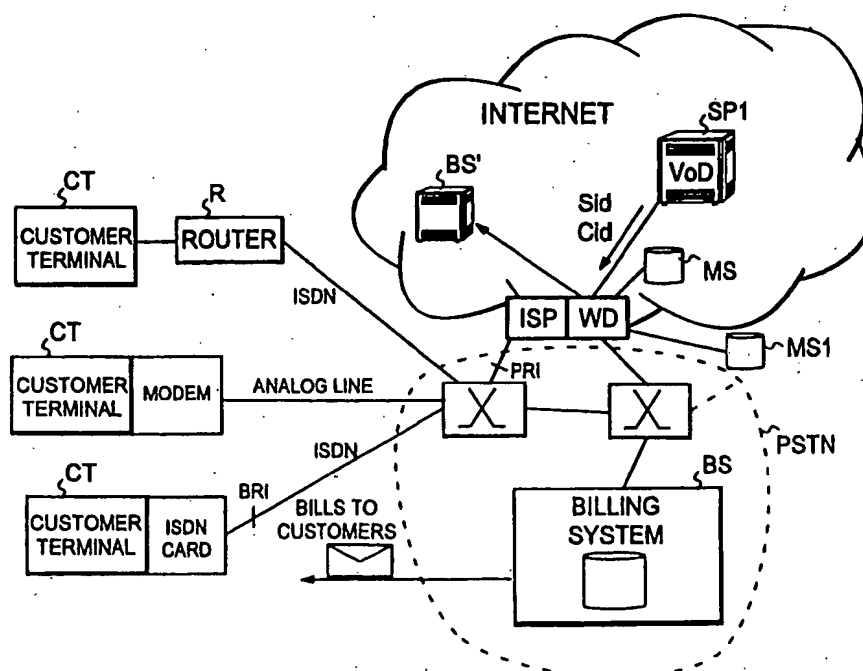 INTERNET
SP1
VoD
BS'
Sid
Cid
CT
R
CUSTOMER
TERMINAL
ROUTER
MS
ISDN
ISP
WD
MS1
CT
PRI
CUSTOMER
TERMINAL
MODEM
ANALOG LINE
ISDN
PSTN
CT
BRI
BS
CUSTOMER
TERMINAL
ISDN
CARD
BILLS TO
CUSTOMERS
BILLING
SYSTEM